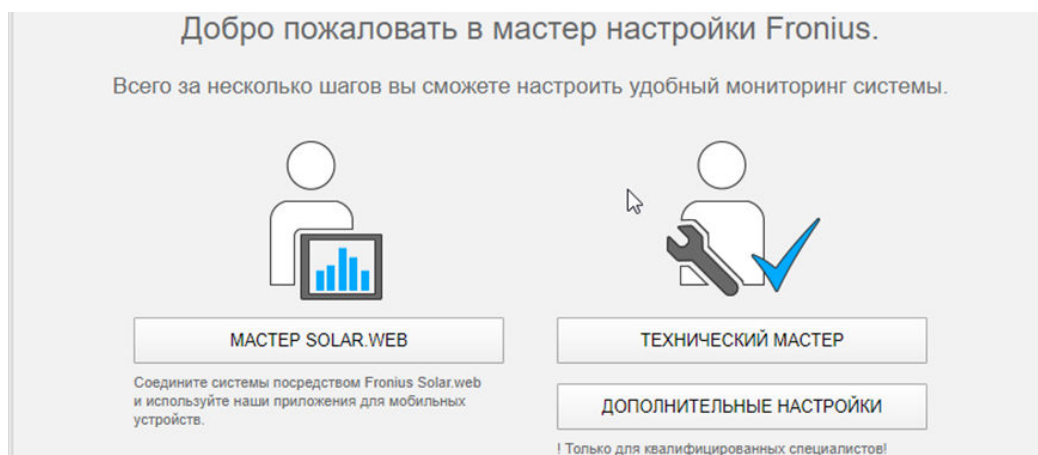 Добро пожаловать в мастер настройки Fronius.
Всего за несколько шагов вы сможете настроить удобный мониторинг системы.
МАСТЕР SOLAR.WEB
Соедините системы посредством Fronius Solar.web
и используйте наши приложения для мобильных
устройств.
ТЕХНИЧЕСКИЙ МАСТЕР
ДОПОЛНИТЕЛЬНЫЕ НАСТРОЙКИ
! Только для квалифицированных специалистов!